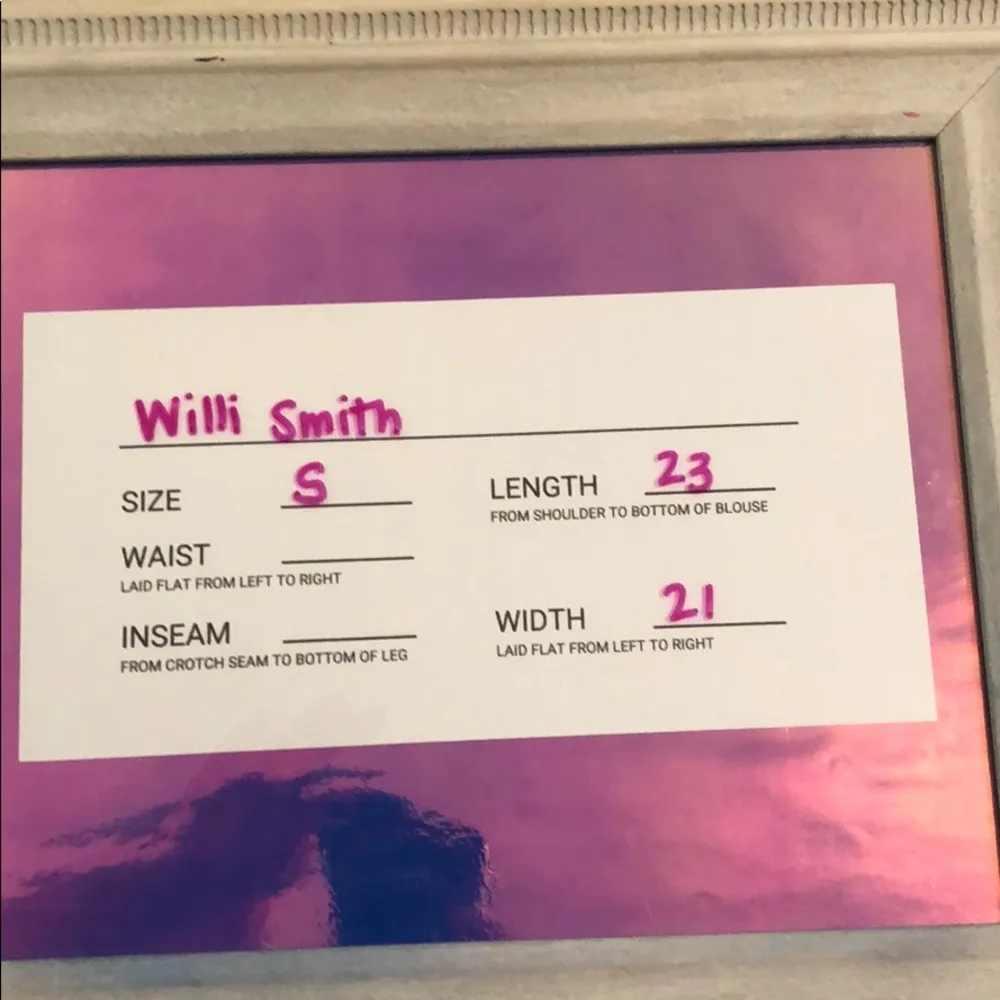 Willi Smith
SIZE S
WAIST
LAID FLAT FROM LEFT TO RIGHT
INSEAM
FROM CROTCH SEAM TO BOTTOM OF LEG
LENGTH 23
FROM SHOULDER TO BOTTOM OF BLOUSE
WIDTH 21
LAID FLAT FROM LEFT TO RIGHT